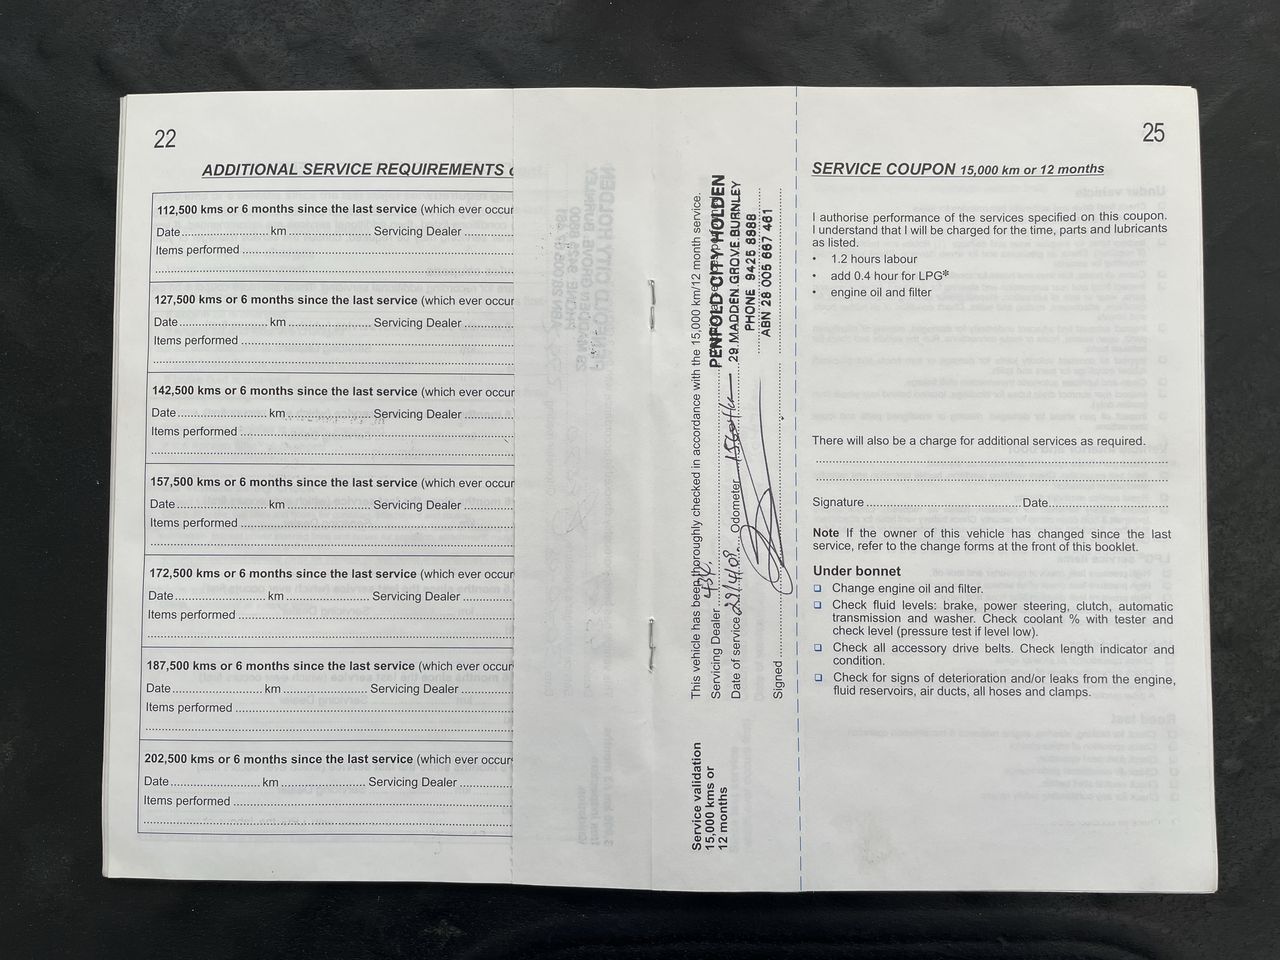 22
ADDITIONAL SERVICE REQUIREMENTS
112,500 kms or 6 months since the last service (which ever occur
Date.................. km ................... Servicing Dealer ...............
Items performed ...............
127,500 kms or 6 months since the last service (which ever occur
Date.................. km ................... Servicing Dealer ...............
Items performed ...............
142,500 kms or 6 months since the last service (which ever occur
Date.................. km ................... Servicing Dealer ...............
Items performed ...............
157,500 kms or 6 months since the last service (which ever occur
Date.................. km ................... Servicing Dealer ...............
Items performed ...............
172,500 kms or 6 months since the last service (which ever occur
Date.................. km ................... Servicing Dealer ...............
Items performed ...............
187,500 kms or 6 months since the last service (which ever occur
Date.................. km ................... Servicing Dealer ...............
Items performed ...............
202,500 kms or 6 months since the last service (which ever occur
Date.................. km ................... Servicing Dealer ...............
Items performed ...............
Service validation
15,000 kms or
12 months
This vehicle has been thoroughly checked in accordance with the 15,000 km/12 month service.
Servicing Dealer
PENFOLD CITY HOLDEN
Date of service Odometer
29 MADDEN GROVE BURNLEY
PHONE 9425 8888
ABN 28 005 667 461
Signed
25
SERVICE COUPON 15,000 km or 12 months
I authorise performance of the services specified on this coupon.
I understand that I will be charged for the time, parts and lubricants
as listed.
• 1.2 hours labour
• add 0.4 hour for LPG*
• engine oil and filter
There will also be a charge for additional services as required.
Signature.................. Date..................
Note If the owner of this vehicle has changed since the last
service, refer to the change forms at the front of this booklet.
Under bonnet
❑ Change engine oil and filter.
❑ Check fluid levels: brake, power steering, clutch, automatic
transmission and washer. Check coolant % with tester and
check level (pressure test if level low).
❑ Check all accessory drive belts. Check length indicator and
condition.
❑ Check for signs of deterioration and/or leaks from the engine,
fluid reservoirs, air ducts, all hoses and clamps.